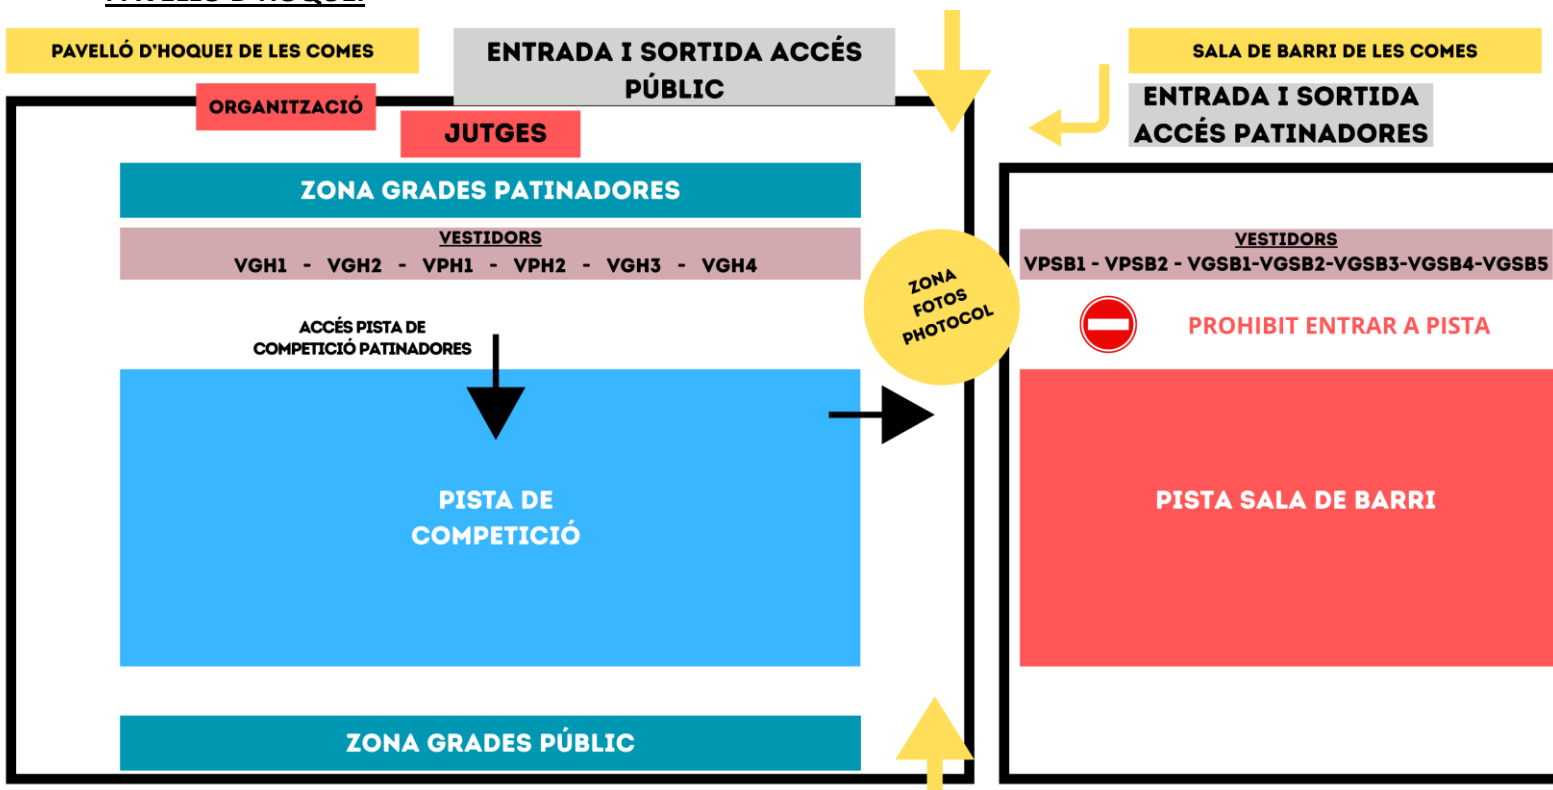 PAVELLÓ D'HOQUEI
PAVELLÓ D'HOQUEI DE LES COMES
ENTRADA I SORTIDA ACCÉS
PÚBLIC
SALA DE BARRI DE LES COMES
ENTRADA I SORTIDA
ACCÉS PATINADORES
ORGANITZACIÓ
JUTGES
ZONA GRADES PATINADORES
VESTIDORS
VGH1 - VGH2 - VPH1 - VPH2 - VGH3 - VGH4
VESTIDORS
VPSB1 - VPSB2 - VGSB1-VGSB2-VGSB3-VGSB4-VGSB5
ZONA
FOTOS
PHOTOCOL
ACCÉS PISTA DE
COMPETICIÓ PATINADORES
PROHIBIT ENTRAR A PISTA
PISTA DE
COMPETICIÓ
PISTA SALA DE BARRI
ZONA GRADES PÚBLIC